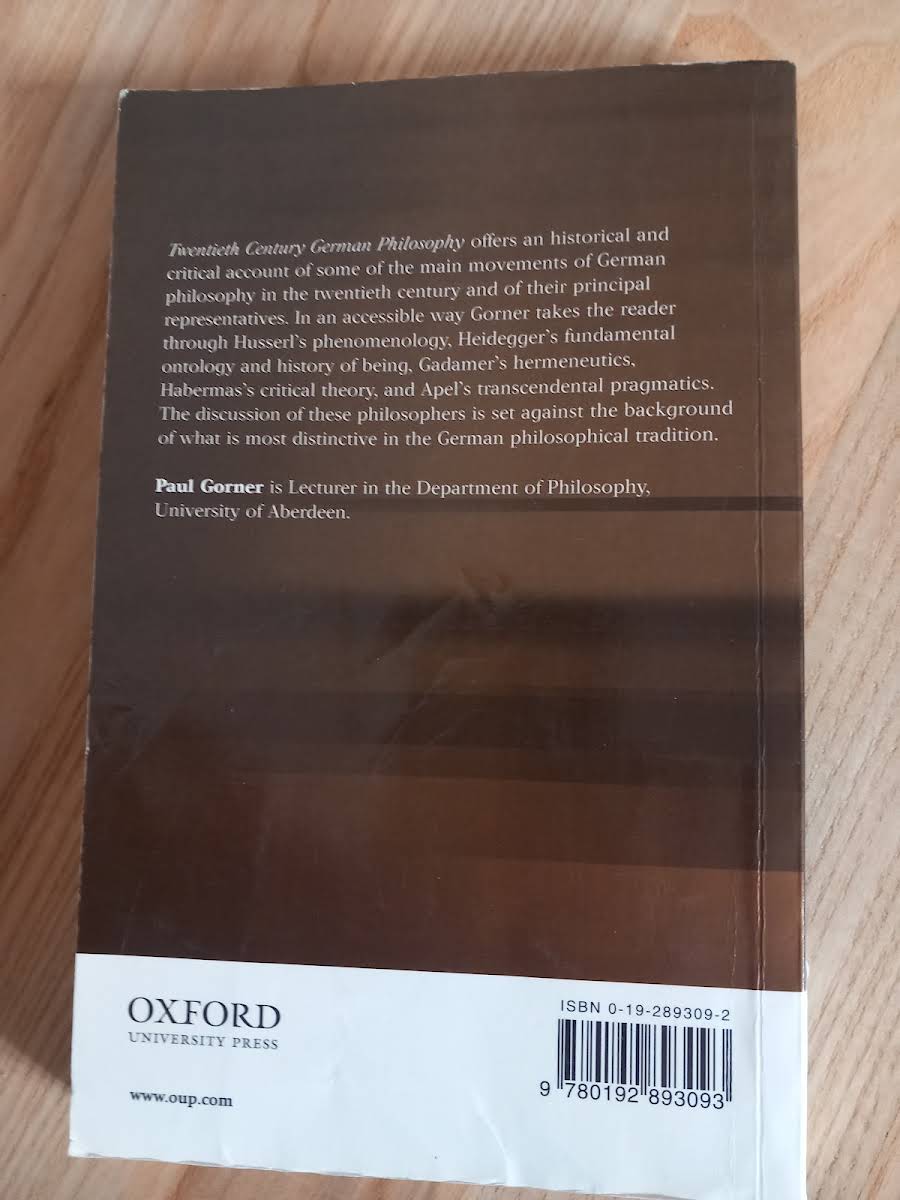 Twentieth Century German Philosophy offers an historical and
critical account of some of the main movements of German
philosophy in the twentieth century and of their principal
representatives. In an accessible way Gorner takes the reader
through Husserl's phenomenology, Heidegger's fundamental
ontology and history of being, Gadamer's hermeneutics,
Habermas's critical theory, and Apel's transcendental pragmatics.
The discussion of these philosophers is set against the background
of what is most distinctive in the German philosophical tradition.
Paul Gorner is Lecturer in the Department of Philosophy,
University of Aberdeen.
OXFORD
UNIVERSITY PRESS
www.oup.com
ISBN 0-19-289309-2
9 780192 893093